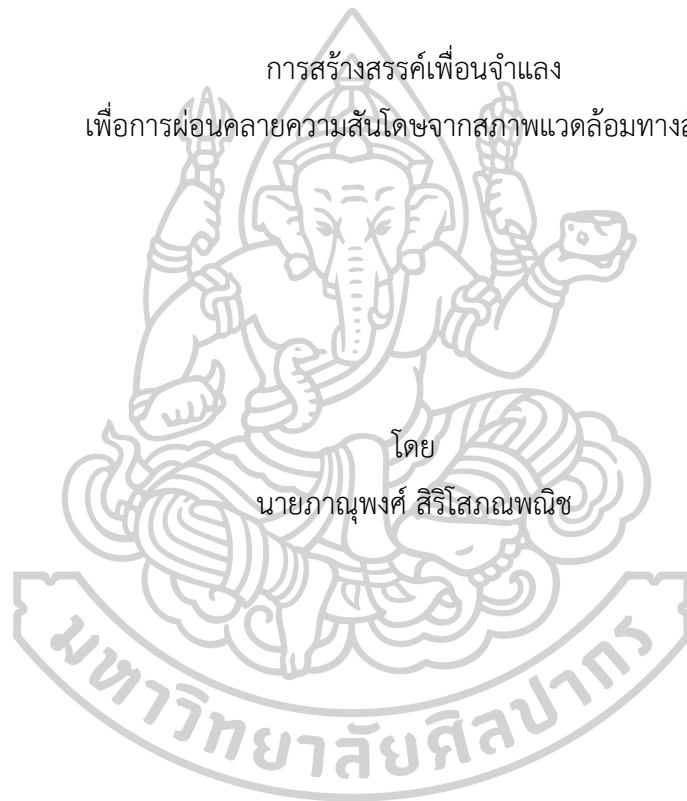 การสร้างสรรค์เพื่อนจำแลง
เพื่อการผ่อนคลายความสันโดษจากสภาพแวดล้อมทาง
โดย
นายภาณุพงศ์ สิริโสภณพณิช
มหาวิทยาลัยศิลปากร